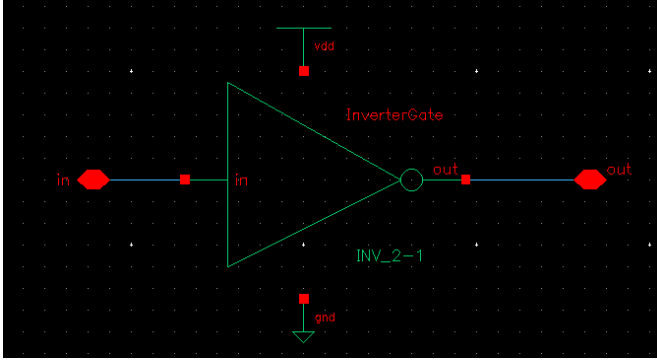 vdd
InverterGate
in
in
out
out
INV_2-1
gnd